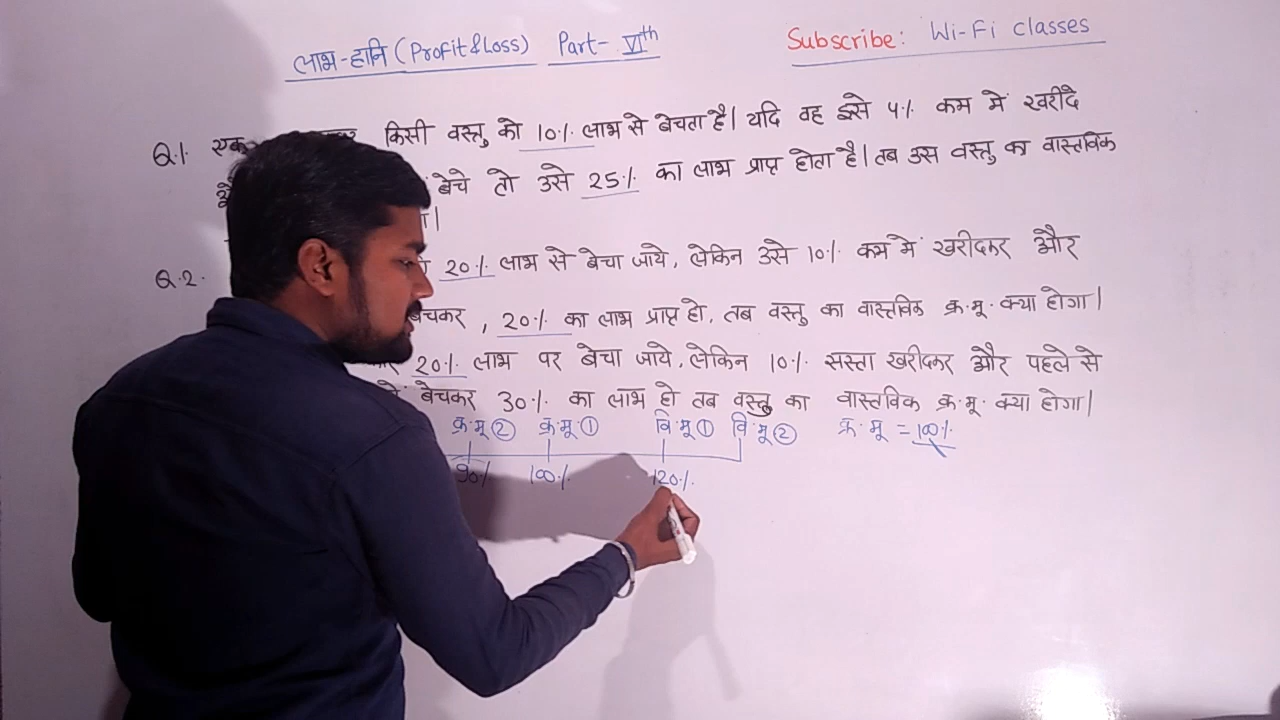 लाभ-हानि (Profit & Loss) Part- VIth
Subscribe: Wi-Fi classes
Q.1 एक किसी वस्तु को 10% लाभ से बेचता है। यदि वह इसे 4% कम में खरीदे
बेचे तो उसे 25% का लाभ प्राप्त होता है। तब उस वस्तु का वास्तविक
Q.2. 20% लाभ से बेचा जाये, लेकिन उसे 10% कम में खरीदकर और
बेचकर, 20% का लाभ प्राप्त हो, तब वस्तु का वास्तविक क्र.मू. क्या होगा।
20% लाभ पर बेचा जाये, लेकिन 10% सस्ता खरीदकर और पहले से
बेचकर 30% का लाभ हो तब वस्तु का वास्तविक क्र.मू. क्या होगा।
क्र.मू② क्र.मू① वि.मू① वि.मू② क्र.मू = 100%
90% 100% 120%